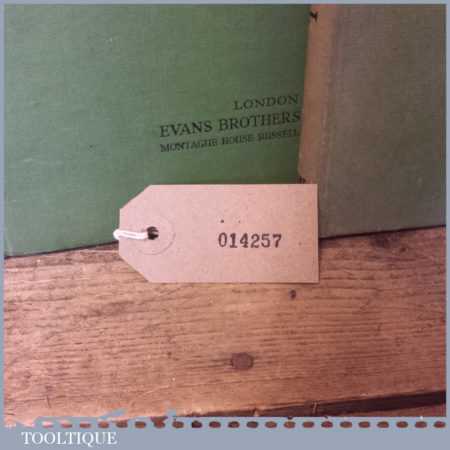 LONDON
EVANS BROTHERS
MONTAGUE HOUSE RUSSELL
014257
TOOLTIQUE